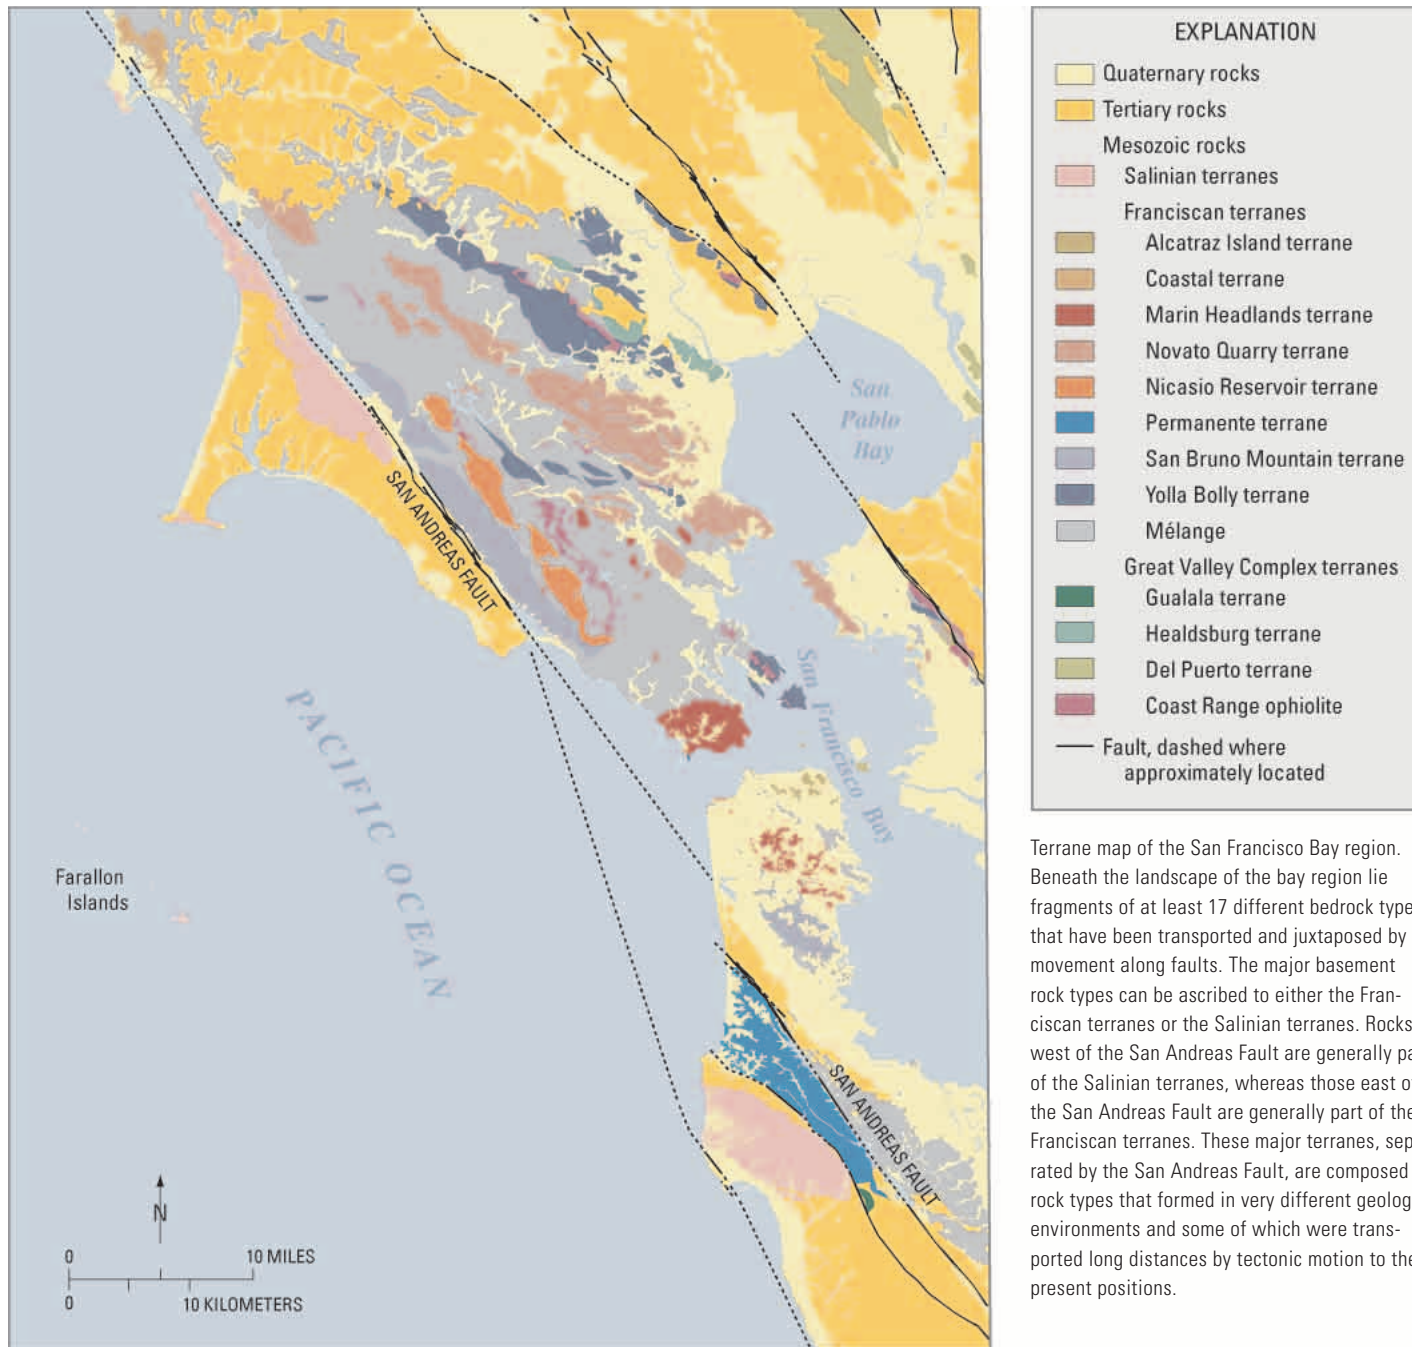 SAN ANDREAS FAULT
San
Pablo
Bay
San Francisco Bay
PACIFIC OCEAN
Farallon
Islands
SAN ANDREAS FAULT
N
0 10 MILES
0 10 KILOMETERS
EXPLANATION
Quaternary rocks
Tertiary rocks
Mesozoic rocks
Salinian terranes
Franciscan terranes
Alcatraz Island terrane
Coastal terrane
Marin Headlands terrane
Novato Quarry terrane
Nicasio Reservoir terrane
Permanente terrane
San Bruno Mountain terrane
Yolla Bolly terrane
Mélange
Great Valley Complex terranes
Gualala terrane
Healdsburg terrane
Del Puerto terrane
Coast Range ophiolite
Fault, dashed where
approximately located
Terrane map of the San Francisco Bay region.
Beneath the landscape of the bay region lie
fragments of at least 17 different bedrock type
that have been transported and juxtaposed by
movement along faults. The major basement
rock types can be ascribed to either the Fran-
ciscan terranes or the Salinian terranes. Rocks
west of the San Andreas Fault are generally pa
of the Salinian terranes, whereas those east o
the San Andreas Fault are generally part of the
Franciscan terranes. These major terranes, sep
rated by the San Andreas Fault, are composed
rock types that formed in very different geolog
environments and some of which were trans-
ported long distances by tectonic motion to the
present positions.